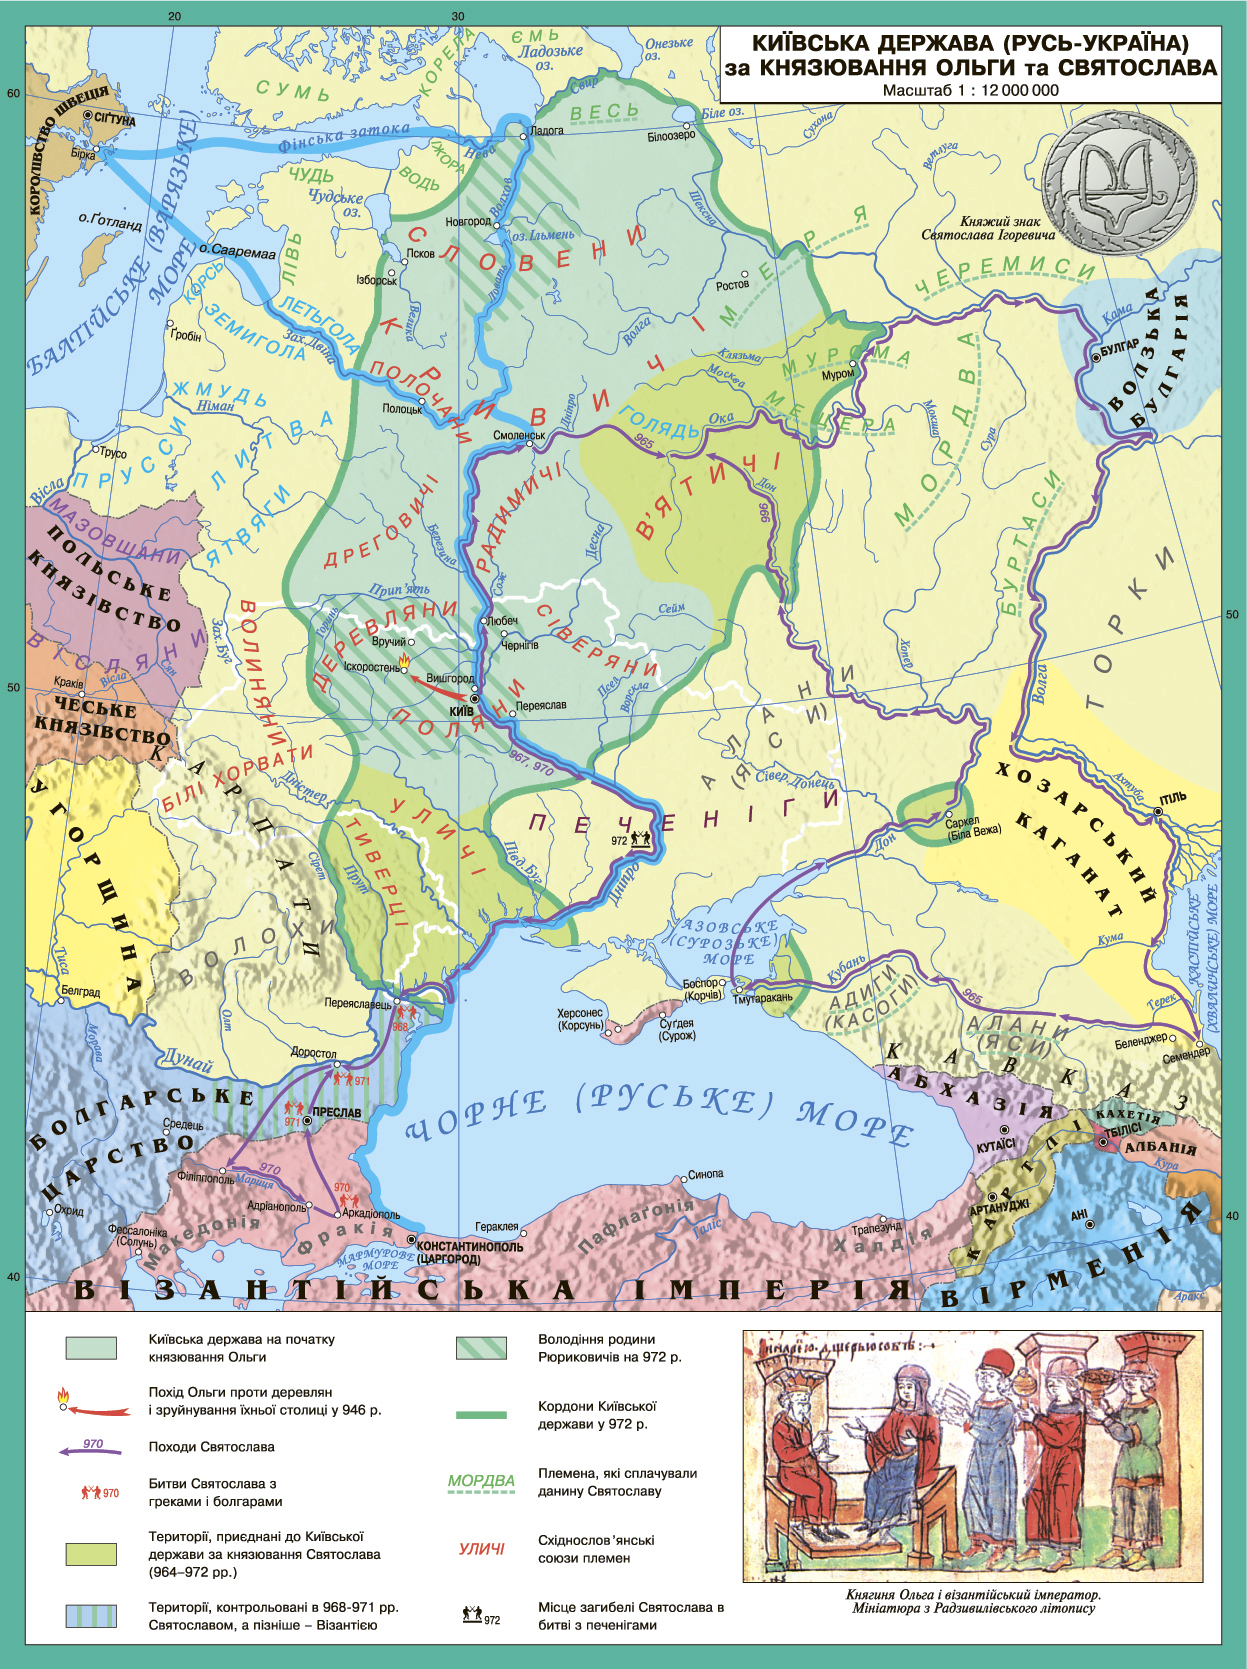 20
30
КИЇВСЬКА ДЕРЖАВА (РУСЬ-УКРАЇНА)
за КНЯЗЮВАННЯ ОЛЬГИ та СВЯТОСЛАВА
Масштаб 1 : 12 000 000
60
ЄМЬ
Ладозьке
оз.
Онезьке
оз.
КОРЕЛА
СУМЬ
Свир
ВЕСЬ
Біле оз.
Білоозеро
Сухона
Ветлуга
КОРОЛІВСТВО ШВЕЦІЯ
СІГТУНА
Бірка
Фінська затока
Нева
Ладога
ІЖОРА
ВОДЬ
ЧУДЬ
Чудське
оз.
Волхов
Новгород
оз.Ільмень
Шексна
Княжий знак
Святослава Ігоревича
о.Ґотланд
о.Сааремаа
БАЛТІЙСЬКЕ (ВАРЯЗЬКЕ)
МОРЕ
ЛІВЬ
КОРСЬ
СЛОВЕНИ
Псков
Ізборськ
Ловать
Ростов
МЕРЯ
ЧЕРЕМИСИ
Кама
ВОЛЗЬКА
БУЛГАРІЯ
БУЛГАР
ЛЕТЬГОЛА
ЗЕМИГОЛА
Зах.Двіна
Ґробін
Велика
КРИВИЧІ
Волга
Клязьма
Москва
МУРОМА
Муром
МЕЩЕРА
МОРДВА
Мокша
Сура
ПОЛОЧАНИ
Полоцьк
ЖМУДЬ
Німан
ЛИТВА
Дніпро
Смоленськ
ГОЛЯДЬ
Ока
965
ПРУССИ
Трусо
Вісла
ЯТВЯГИ
МАЗОВШАНИ
ПОЛЬСЬКЕ
КНЯЗІВСТВО
ВІСЛЯНИ
ДРЕГОВИЧІ
Березина
РАДИМИЧІ
Сож
Десна
В'ЯТИЧІ
Дон
966
БУРТАСИ
ТОРКИ
50
50
Прип'ять
Горинь
ДЕРЕВЛЯНИ
Вручий
Іскоростень
Любеч
Чернігів
СІВЕРЯНИ
Сейм
Вишгород
КИЇВ
Переяслав
ПОЛЯНИ
Псел
Ворскла
Хопер
Волга
ВОЛИНЯНИ
Зах.Буг
Сян
Вісла
Краків
ЧЕСЬКЕ
КНЯЗІВСТВО
БІЛІ ХОРВАТИ
КАРПАТИ
967, 970
АЛАНИ
(ЯСИ)
Сівер.Донець
ПЕЧЕНІГИ
972
ХОЗАРСЬКИЙ
КАГАНАТ
Ахтуба
ІТІЛЬ
Саркел
(Біла Вежа)
Дон
УГОРЩИНА
Дністер
УЛИЧІ
ТИВЕРЦІ
Сірет
Прут
Півд.Буг
Дніпро
ВОЛОХИ
Тиса
Белград
Олт
Морава
Дунай
АЗОВСЬКЕ
(СУРОЗЬКЕ)
МОРЕ
Боспор
(Корчів)
Тмутаракань
Кубань
АДИГИ
(КАСОГИ)
965
Кума
КАСПІЙСЬКЕ
(ХВАЛИНСЬКЕ) МОРЕ
Терек
АЛАНИ
(ЯСИ)
Беленджер
Семендер
Переяславець
968
Херсонес
(Корсунь)
Суґдея
(Сурож)
Доростол
971
БОЛГАРСЬКЕ
ЦАРСТВО
971
ПРЕСЛАВ
Средець
КАВКАЗ
АБХАЗІЯ
КУТАЇСІ
КАХЕТІЯ
ТБІЛІСІ
АЛБАНІЯ
Кура
ЧОРНЕ (РУСЬКЕ) МОРЕ
Філіппополь
970
Мариця
Адріанополь
970
Аркадіополь
Охрид
Фессалоніка
(Солунь)
Македонія
Фракія
МАРМУРОВЕ
МОРЕ
КОНСТАНТИНОПОЛЬ
(ЦАРГОРОД)
Гераклея
Синопа
Пафлаґонія
Галіс
Трапезунд
Халдія
КАРТЛІ
АРТАНУДЖІ
АНІ
ВІРМЕНІЯ
Аракс
40
40
ВІЗАНТІЙСЬКА ІМПЕРІЯ
Київська держава на початку
князювання Ольги
Похід Ольги проти деревлян
і зруйнування їхньої столиці у 946 р.
970
Походи Святослава
970
Битви Святослава з
греками і болгарами
Території, приєднані до Київської
держави за князювання Святослава
(964–972 рр.)
Території, контрольовані в 968-971 рр.
Святославом, а пізніше – Візантією
Володіння родини
Рюриковичів на 972 р.
Кордони Київської
держави у 972 р.
МОРДВА
Племена, які сплачували
данину Святославу
УЛИЧІ
Східнослов'янські
союзи племен
972
Місце загибелі Святослава в
битві з печенігами
Княгиня Ольга і візантійський імператор.
Мініатюра з Радзивилівського літопису